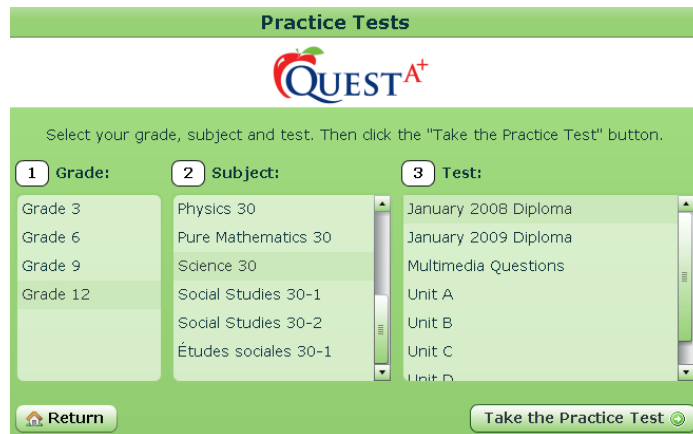 Practice Tests
QUEST A+
Select your grade, subject and test. Then click the "Take the Practice Test" button.
1 Grade:
Grade 3
Grade 6
Grade 9
Grade 12
2 Subject:
Physics 30
Pure Mathematics 30
Science 30
Social Studies 30-1
Social Studies 30-2
Études sociales 30-1
3 Test:
January 2008 Diploma
January 2009 Diploma
Multimedia Questions
Unit A
Unit B
Unit C
Unit D
Return
Take the Practice Test